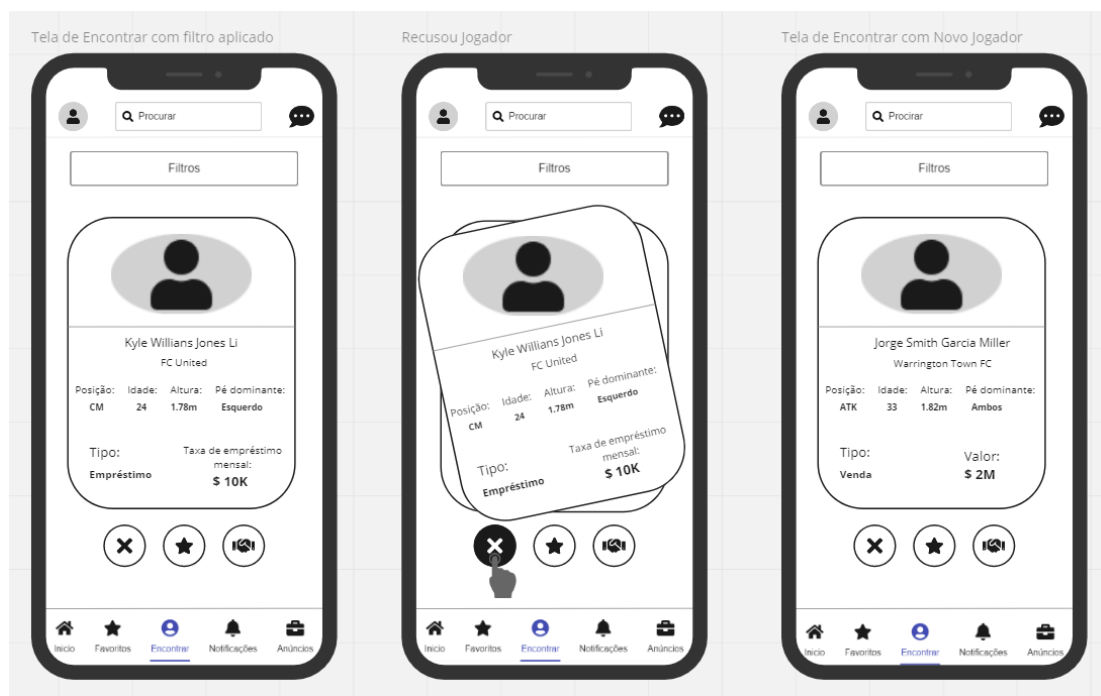 Tela de Encontrar com filtro aplicado
Procurar
Filtros
Kyle Willians Jones Li
FC United
Posição: Idade: Altura: Pé dominante:
CM 24 1.78m Esquerdo
Tipo: Taxa de empréstimo
mensal:
Empréstimo $ 10K
Inicio Favoritos Encontrar Notificações Anúncios
Recusou Jogador
Procurar
Filtros
Kyle Willians Jones Li
FC United
Posição: Idade: Altura: Pé dominante:
CM 24 1.78m Esquerdo
Tipo: Taxa de empréstimo
mensal:
Empréstimo $ 10K
Inicio Favoritos Encontrar Notificações Anúncios
Tela de Encontrar com Novo Jogador
Procirar
Filtros
Jorge Smith Garcia Miller
Warrington Town FC
Posição: Idade: Altura: Pé dominante:
ATK 33 1.82m Ambos
Tipo: Valor:
Venda $ 2M
Inicio Favoritos Encontrar Notificações Anúncios